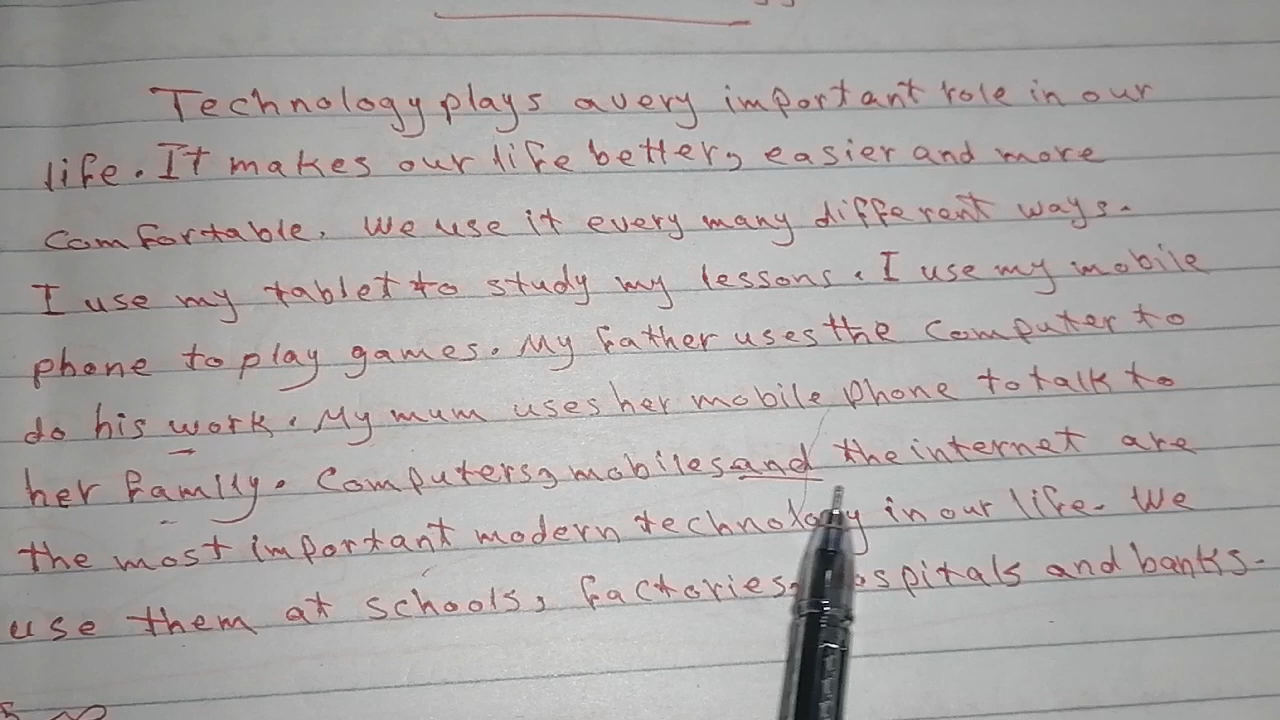 Technology plays a very important role in our
life. It makes our life better, easier and more
comfortable. We use it every many different ways.
I use my tablet to study my lessons. I use my mobile
phone to play games. My father uses the computer to
do his work. My mum uses her mobile phone to talk to
her family. Computers, mobiles and the internet are
the most important modern technology in our life. We
use them at schools, factories, spitals and banks.